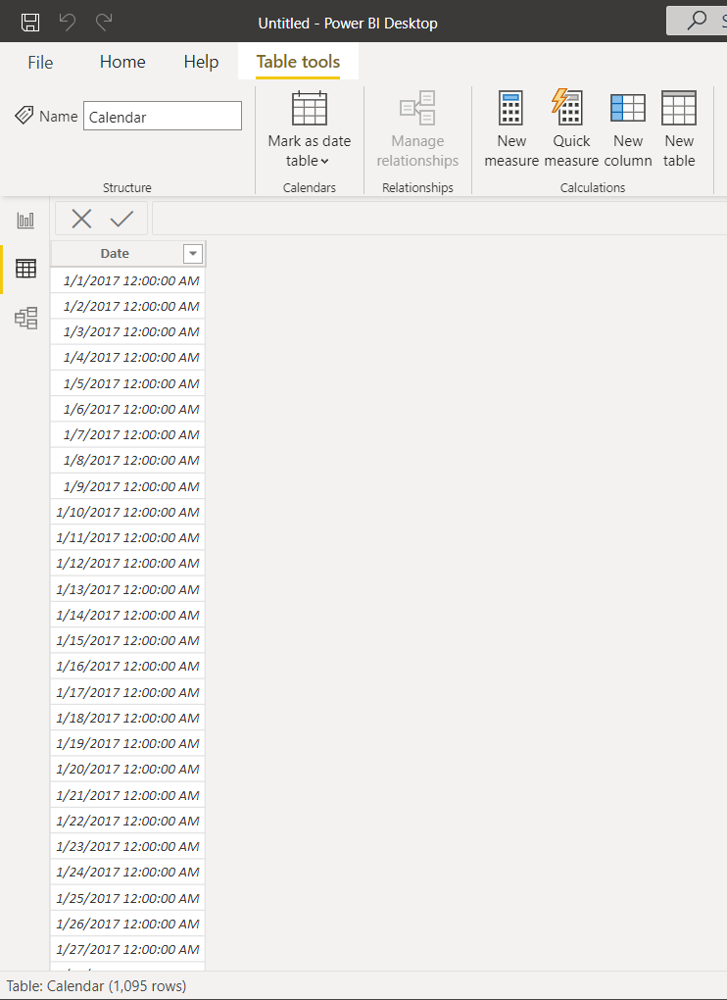 Untitled - Power BI Desktop
File Home Help Table tools
Name Calendar
Mark as date table
Manage relationships
New measure
Quick measure
New column
New table
Structure Calendars Relationships Calculations
Date
1/1/2017 12:00:00 AM
1/2/2017 12:00:00 AM
1/3/2017 12:00:00 AM
1/4/2017 12:00:00 AM
1/5/2017 12:00:00 AM
1/6/2017 12:00:00 AM
1/7/2017 12:00:00 AM
1/8/2017 12:00:00 AM
1/9/2017 12:00:00 AM
1/10/2017 12:00:00 AM
1/11/2017 12:00:00 AM
1/12/2017 12:00:00 AM
1/13/2017 12:00:00 AM
1/14/2017 12:00:00 AM
1/15/2017 12:00:00 AM
1/16/2017 12:00:00 AM
1/17/2017 12:00:00 AM
1/18/2017 12:00:00 AM
1/19/2017 12:00:00 AM
1/20/2017 12:00:00 AM
1/21/2017 12:00:00 AM
1/22/2017 12:00:00 AM
1/23/2017 12:00:00 AM
1/24/2017 12:00:00 AM
1/25/2017 12:00:00 AM
1/26/2017 12:00:00 AM
1/27/2017 12:00:00 AM
Table: Calendar (1,095 rows)